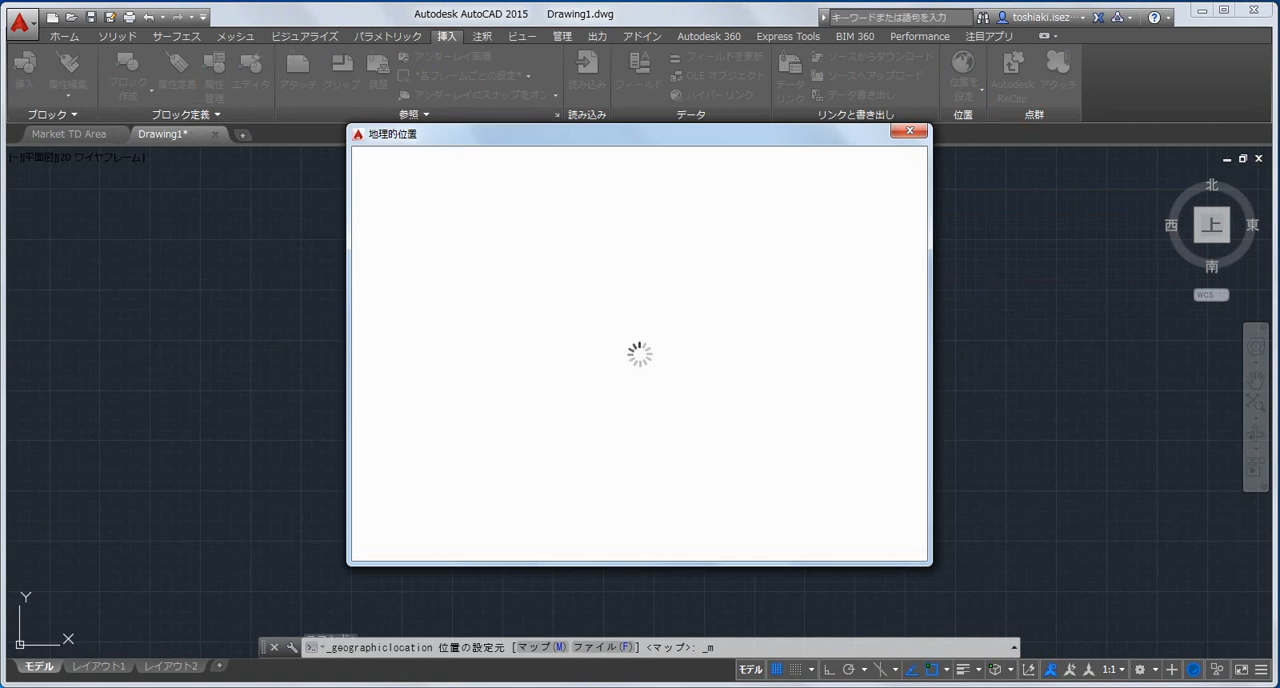 Autodesk AutoCAD 2015 Drawing1.dwg
キーワードまたは語句を入力
toshiaki.isez...
ホーム ソリッド サーフェス メッシュ ビジュアライズ パラメトリック 挿入 注釈 ビュー 管理 出力 アドイン Autodesk 360 Express Tools BIM 360 Performance 注目アプリ
挿入
属性編集
ブロック
作成
属性定義
属性
管理
エディタ
アタッチ
クリップ
調整
アンダーレイ画層
*各フレームごとの設定*
アンダーレイにスナップをオン
読み込み
フィールド
フィールドを更新
OLE オブジェクト
ハイパーリンク
データ
リンク
ソースからダウンロード
ソースへアップロード
データ書き出し
位置を
設定
Autodesk
ReCap
アタッチ
ブロック ブロック定義 参照 読み込み データ リンクと書き出し 位置 点群
Market TD Area Drawing1*
地理的位置
[−][平面図][2D ワイヤフレーム]
北
西 上 東
南
WCS
Y
X
_geographiclocation 位置の設定元 [マップ(M) ファイル(F)] <マップ>: _m
モデル レイアウト1 レイアウト2
モデル 1:1